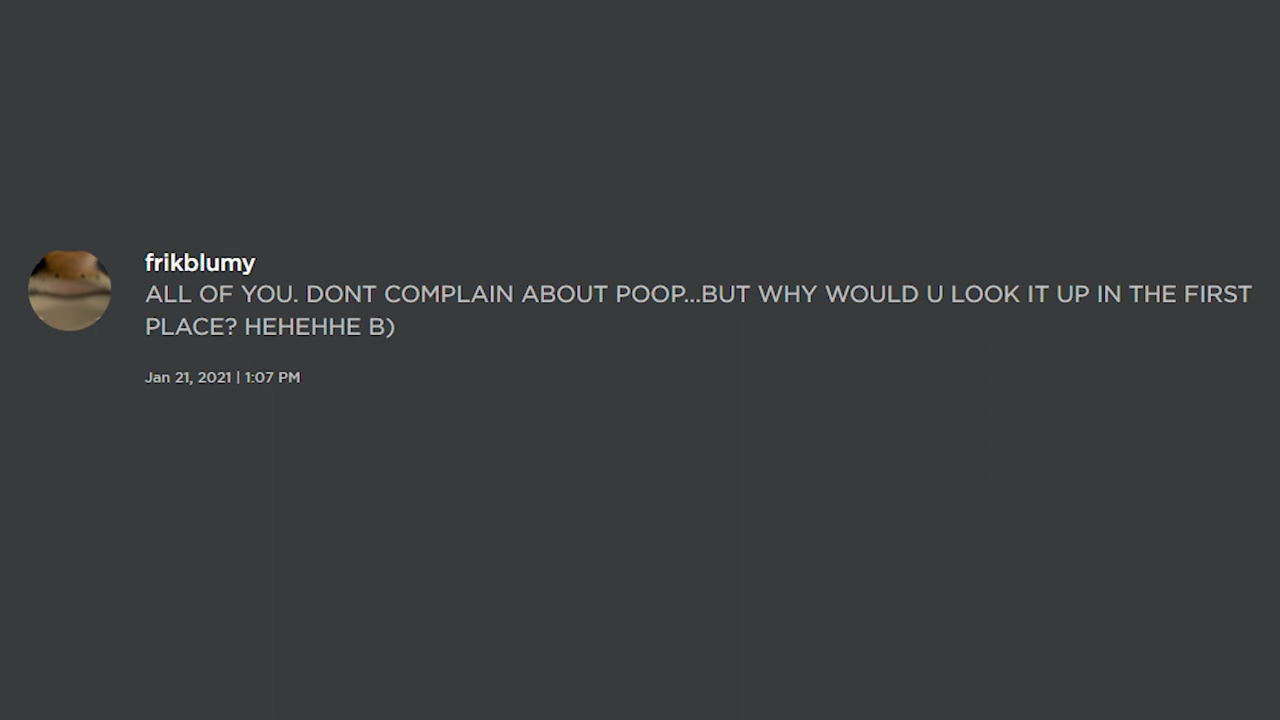 frikblumy
ALL OF YOU. DONT COMPLAIN ABOUT POOP...BUT WHY WOULD U LOOK IT UP IN THE FIRST
PLACE? HEHEHHE B)
Jan 21, 2021 | 1:07 PM